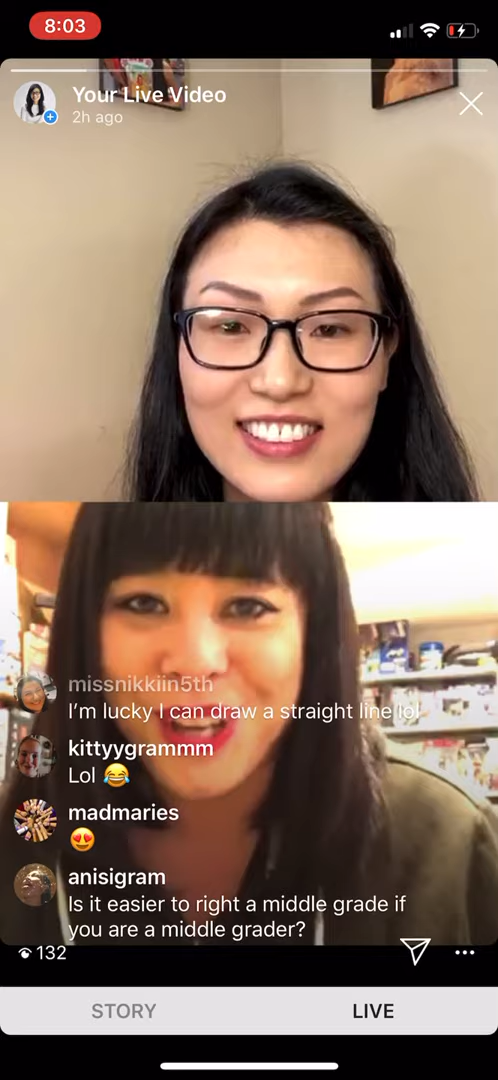 8:03
Your Live Video
2h ago
missnikkiin5th
I'm lucky I can draw a straight line lol
kittyygrammm
Lol 😂
madmaries
😍
anisigram
Is it easier to right a middle grade if
you are a middle grader?
132
STORY
LIVE